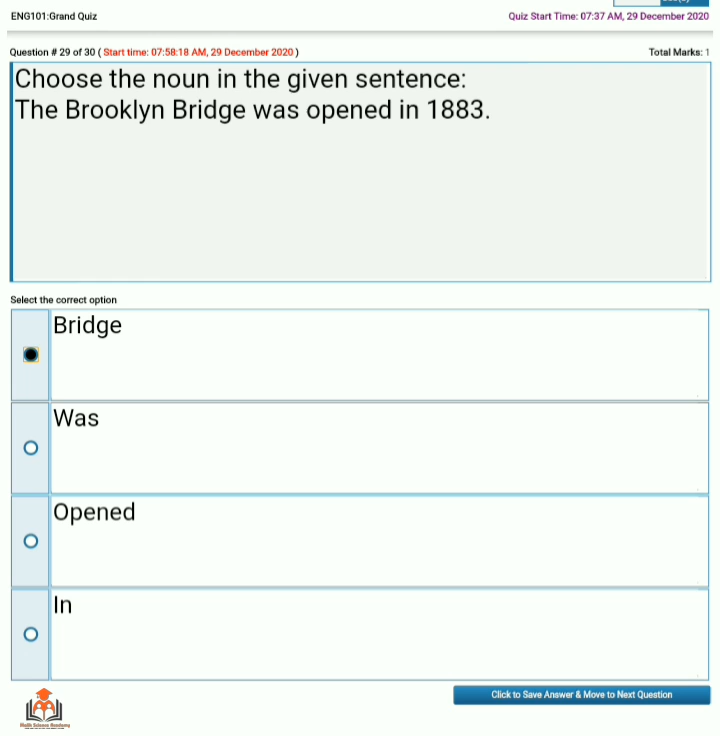 ENG101:Grand Quiz
Quiz Start Time: 07:37 AM, 29 December 2020
Question # 29 of 30 ( Start time: 07:58:18 AM, 29 December 2020 )
Total Marks: 1
Choose the noun in the given sentence:
The Brooklyn Bridge was opened in 1883.
Select the correct option
Bridge
Was
Opened
In
Click to Save Answer & Move to Next Question
Math Science Academy